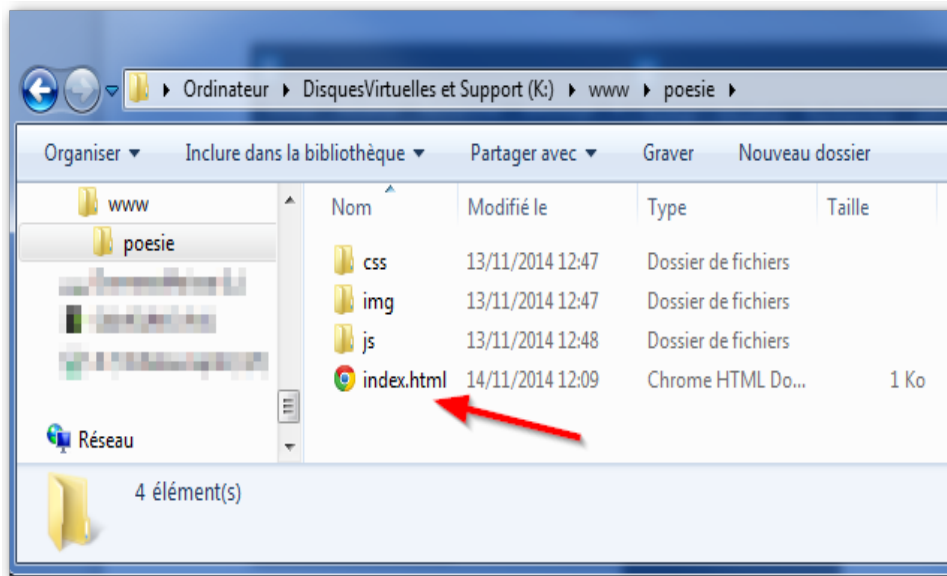 Ordinateur DisquesVirtuelles et Support (K:) www poesie
Organiser Inclure dans la bibliothèque Partager avec Graver Nouveau dossier
www
poesie
Réseau
Nom Modifié le Type Taille
css 13/11/2014 12:47 Dossier de fichiers
img 13/11/2014 12:47 Dossier de fichiers
js 13/11/2014 12:48 Dossier de fichiers
index.html 14/11/2014 12:09 Chrome HTML Do... 1 Ko
4 élément(s)